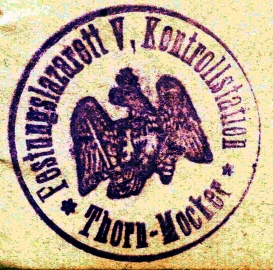 Festungslazarett V, Kontrollstation
* Thorn-Mocker *